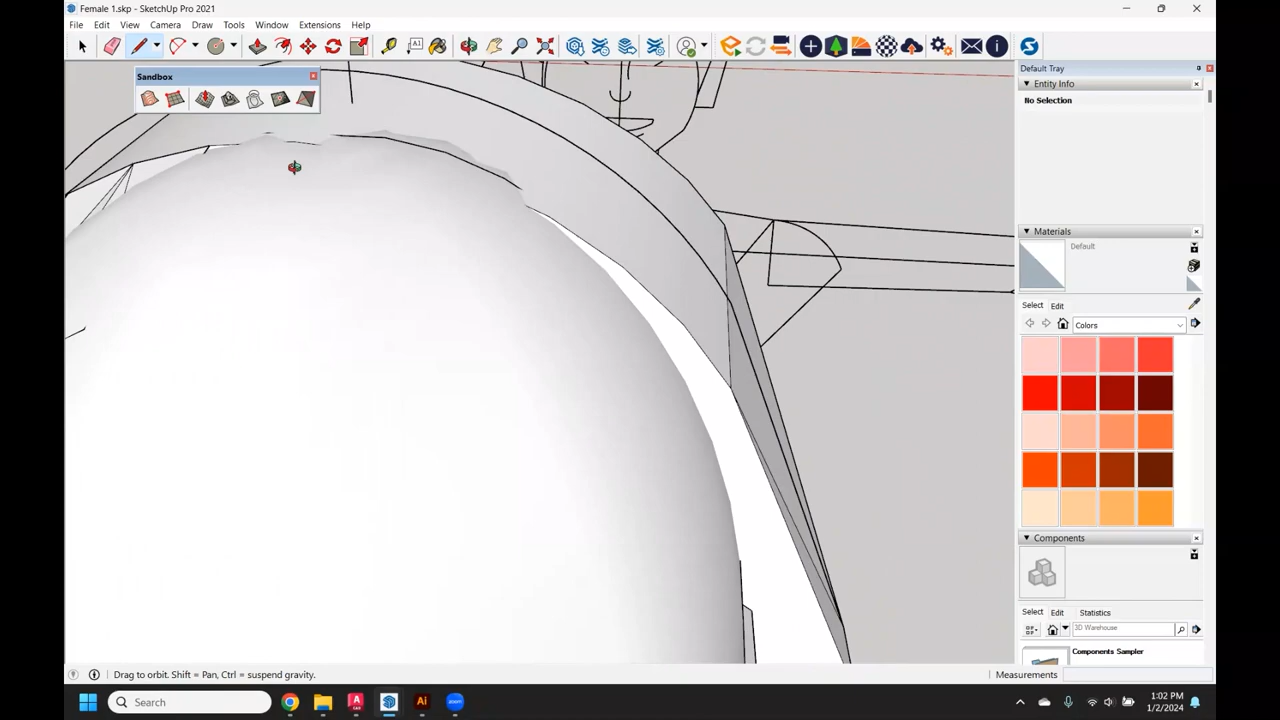 Female 1.skp - SketchUp Pro 2021
File Edit View Camera Draw Tools Window Extensions Help
Sandbox
Default Tray
Entity Info
No Selection
Materials
Default
Select Edit
Colors
Components
Select Edit Statistics
3D Warehouse
Components Sampler
Drag to orbit. Shift = Pan, Ctrl = suspend gravity.
Measurements
Search
1:02 PM
1/2/2024